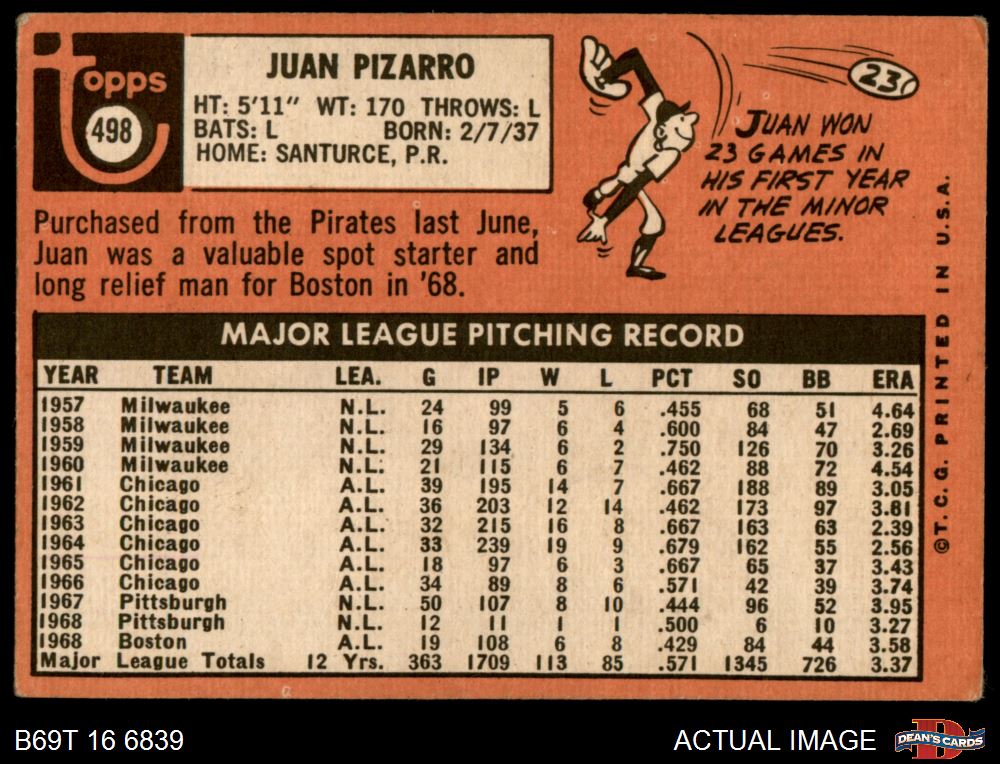 Topps
498
JUAN PIZARRO
HT: 5'11" WT: 170 THROWS: L
BATS: L BORN: 2/7/37
HOME: SANTURCE, P.R.
23
JUAN WON
23 GAMES IN
HIS FIRST YEAR
IN THE MINOR
LEAGUES.
Purchased from the Pirates last June,
Juan was a valuable spot starter and
long relief man for Boston in '68.
MAJOR LEAGUE PITCHING RECORD
YEAR TEAM LEA. G IP W L PCT SO BB ERA
1957 Milwaukee N.L. 24 99 5 6 .455 68 51 4.64
1958 Milwaukee N.L. 16 97 6 4 .600 84 47 2.69
1959 Milwaukee N.L. 29 134 6 2 .750 126 70 3.26
1960 Milwaukee N.L. 21 115 6 7 .462 88 72 4.54
1961 Chicago A.L. 39 195 14 7 .667 188 89 3.05
1962 Chicago A.L. 36 203 12 14 .462 173 97 3.81
1963 Chicago A.L. 32 215 16 8 .667 163 63 2.39
1964 Chicago A.L. 33 239 19 9 .679 162 55 2.56
1965 Chicago A.L. 18 97 6 3 .667 65 37 3.43
1966 Chicago A.L. 34 89 8 6 .571 42 39 3.74
1967 Pittsburgh N.L. 50 107 8 10 .444 96 52 3.95
1968 Pittsburgh N.L. 12 11 1 1 .500 6 10 3.27
1968 Boston A.L. 19 108 6 8 .429 84 44 3.58
Major League Totals 12 Yrs. 363 1709 113 85 .571 1345 726 3.37
©T.C.G. PRINTED IN U.S.A.
B69T 16 6839
ACTUAL IMAGE
DEAN'S CARDS